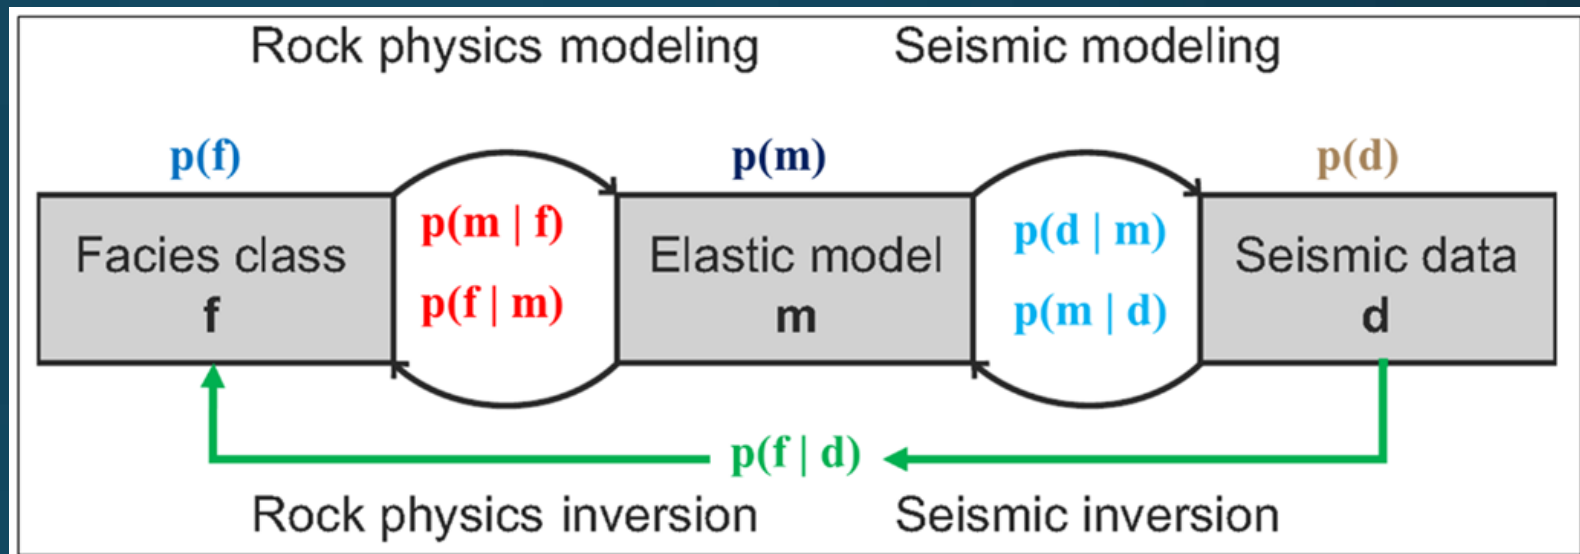 Rock physics modeling Seismic modeling
p(f) p(m) p(d)
p(m | f) p(d | m)
Facies class Elastic model Seismic data
p(f | m) p(m | d)
f m d
p(f | d)
Rock physics inversion Seismic inversion